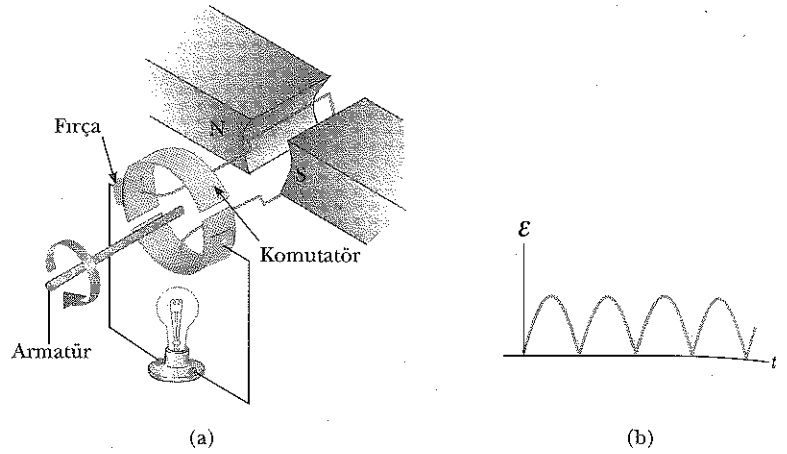 N
Fırça
S
Komutatör
Armatür
(a)
ℰ
t
(b)